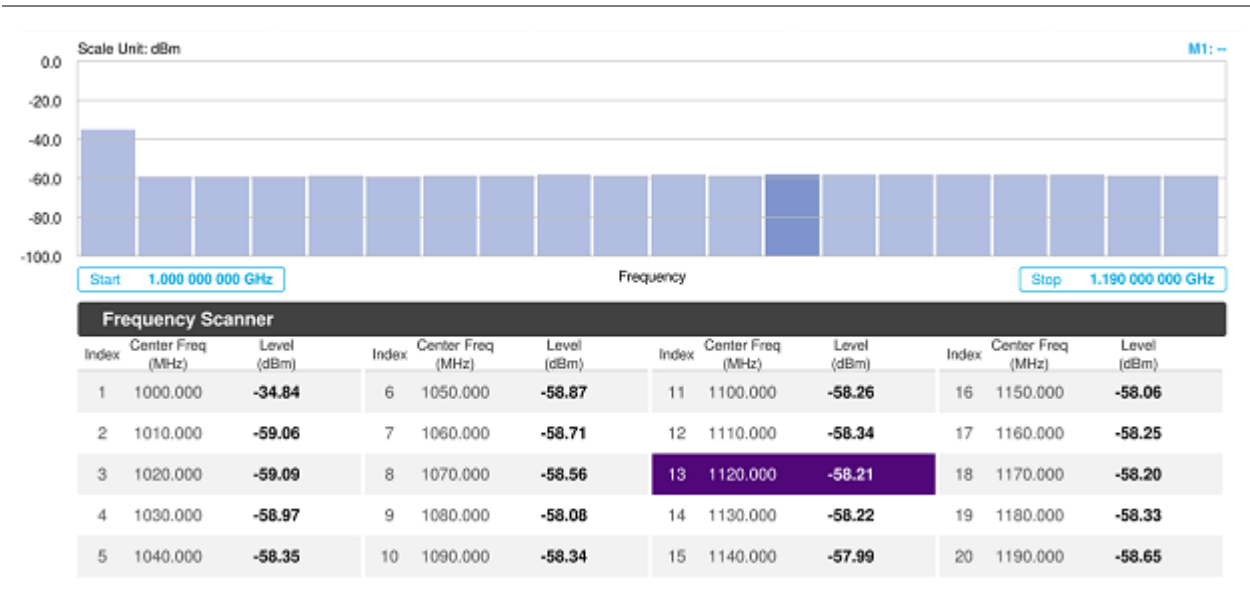 Scale Unit: dBm M1: --
0.0
-20.0
-40.0
-60.0
-80.0
-100.0
Start 1.000 000 000 GHz Frequency Stop 1.190 000 000 GHz
Frequency Scanner
Index Center Freq (MHz) Level (dBm) Index Center Freq (MHz) Level (dBm) Index Center Freq (MHz) Level (dBm) Index Center Freq (MHz) Level (dBm)
1 1000.000 -34.84 6 1050.000 -58.87 11 1100.000 -58.26 16 1150.000 -58.06
2 1010.000 -59.06 7 1060.000 -58.71 12 1110.000 -58.34 17 1160.000 -58.25
3 1020.000 -59.09 8 1070.000 -58.56 13 1120.000 -58.21 18 1170.000 -58.20
4 1030.000 -58.97 9 1080.000 -58.08 14 1130.000 -58.22 19 1180.000 -58.33
5 1040.000 -58.35 10 1090.000 -58.34 15 1140.000 -57.99 20 1190.000 -58.65